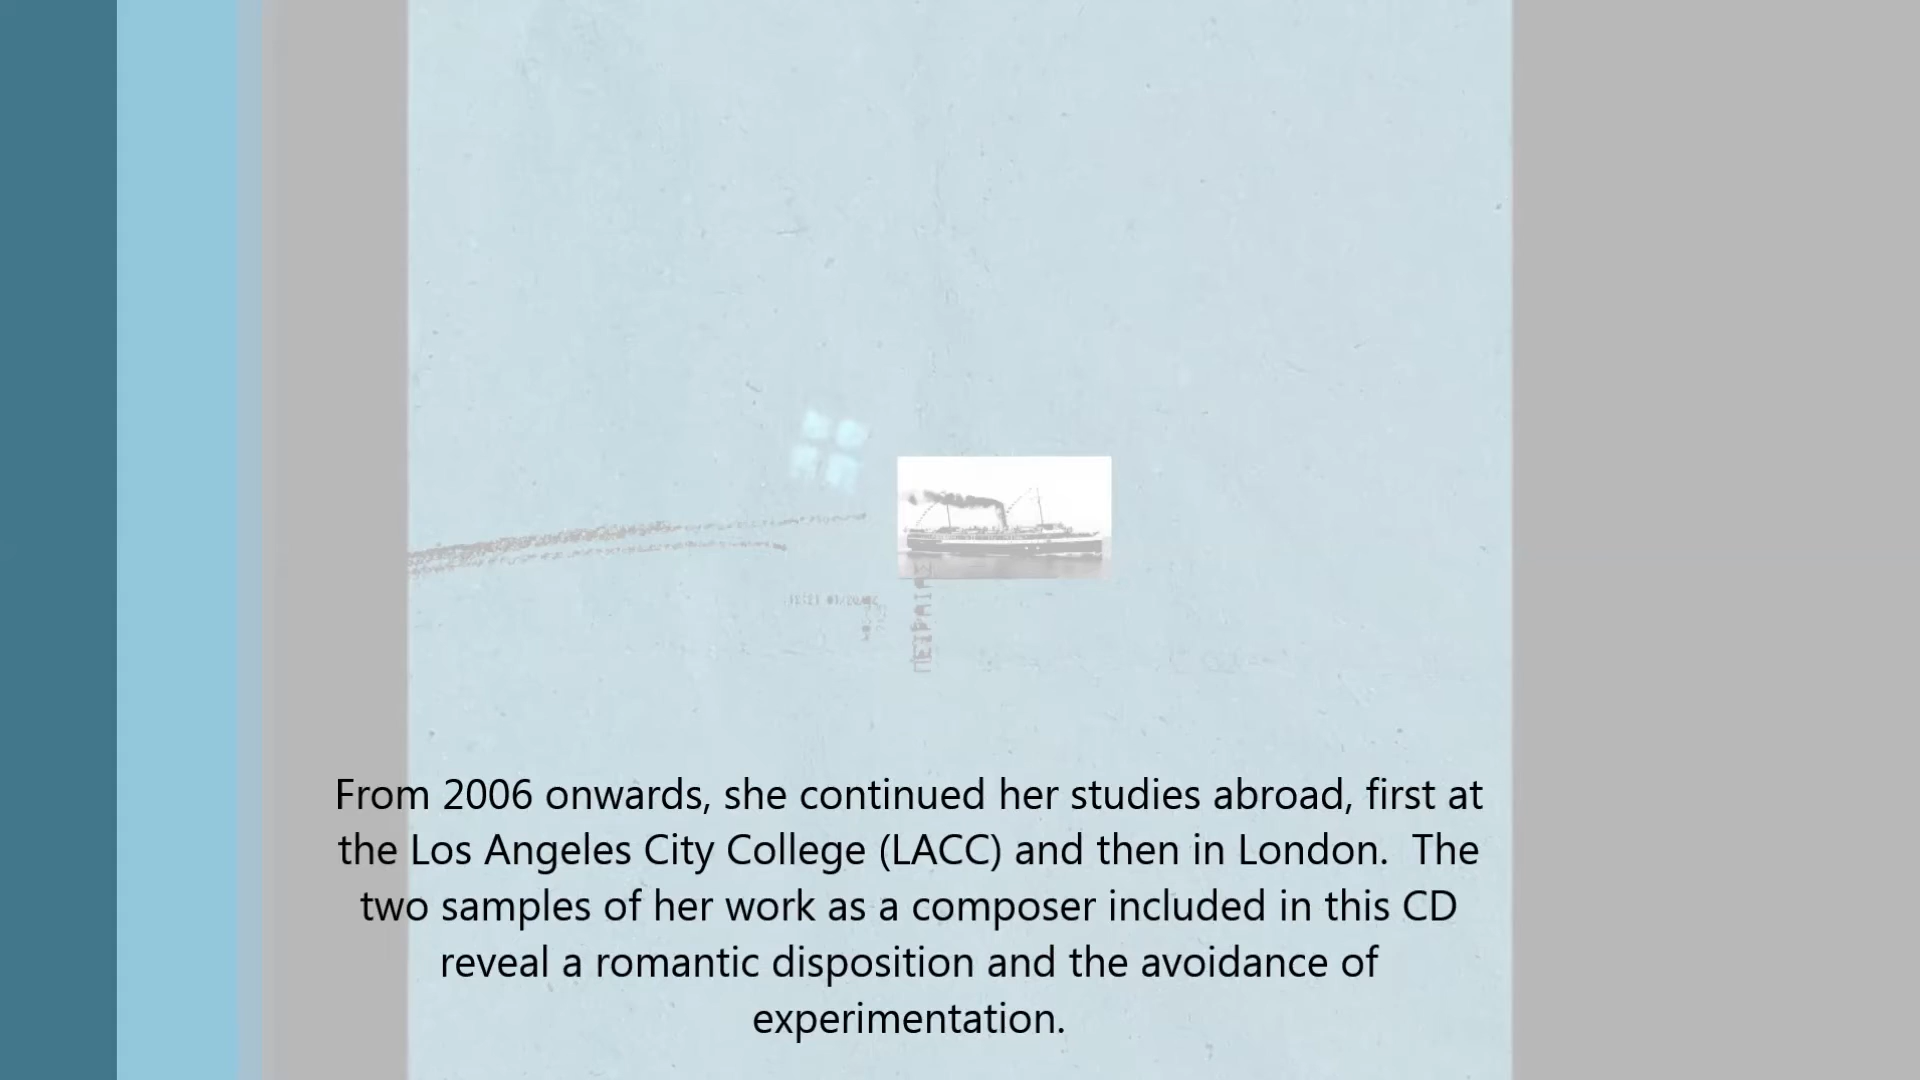 From 2006 onwards, she continued her studies abroad, first at
the Los Angeles City College (LACC) and then in London.  The
two samples of her work as a composer included in this CD
reveal a romantic disposition and the avoidance of
experimentation.